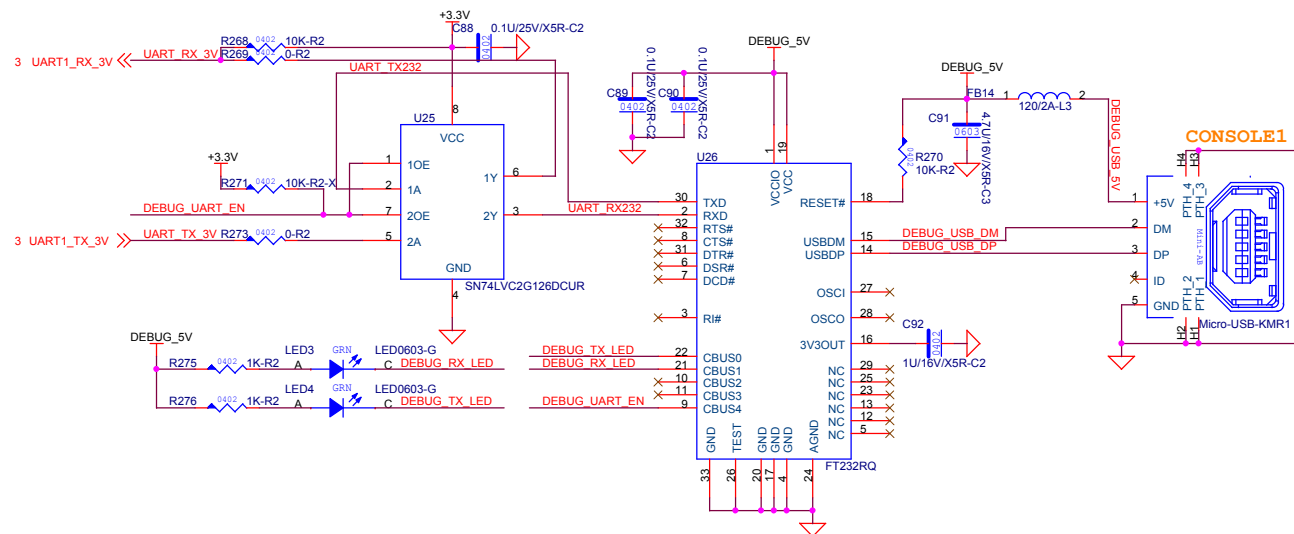 +3.3V
C88
0.1U/25V/X5R-C2
0402
R268
0402
10K-R2
R269
0402
0-R2
3 UART1_RX_3V
UART_RX_3V
UART_TX232
8
U25
VCC
+3.3V
1
1OE
2
1A
1Y
6
R271
0402
10K-R2-X
DEBUG_UART_EN
7
2OE
2Y
3
UART_RX232
3 UART1_TX_3V
UART_TX_3V
R273
0402
0-R2
5
2A
GND
SN74LVC2G126DCUR
4
DEBUG_5V
R275
0402
1K-R2
LED3
A
GRN
LED0603-G
C
DEBUG_RX_LED
R276
0402
1K-R2
LED4
A
GRN
LED0603-G
C
DEBUG_TX_LED
DEBUG_5V
C89
0402
0.1U/25V/X5R-C2
C90
0402
0.1U/25V/X5R-C2
U26
1
19
VCCIO
VCC
30
TXD
2
RXD
32
RTS#
8
CTS#
31
DTR#
6
DSR#
7
DCD#
3
RI#
DEBUG_TX_LED
22
CBUS0
DEBUG_RX_LED
21
CBUS1
10
CBUS2
11
CBUS3
DEBUG_UART_EN
9
CBUS4
RESET#
18
USBDM
15
DEBUG_USB_DM
USBDP
14
DEBUG_USB_DP
OSCI
27
OSCO
28
3V3OUT
16
C92
0402
1U/16V/X5R-C2
NC
29
NC
25
NC
23
NC
13
NC
12
NC
5
GND
TEST
GND
GND
GND
AGND
33
26
20
17
4
24
FT232RQ
DEBUG_5V
FB14
1
2
120/2A-L3
C91
0603
4.7U/16V/X5R-C3
0402
R270
10K-R2
DEBUG_USB_5V
CONSOLE1
H4
H3
PTH_4
PTH_3
1
+5V
2
DM
3
DP
4
ID
5
GND
Mini-AB
PTH_2
PTH_1
H2
H1
Micro-USB-KMR1